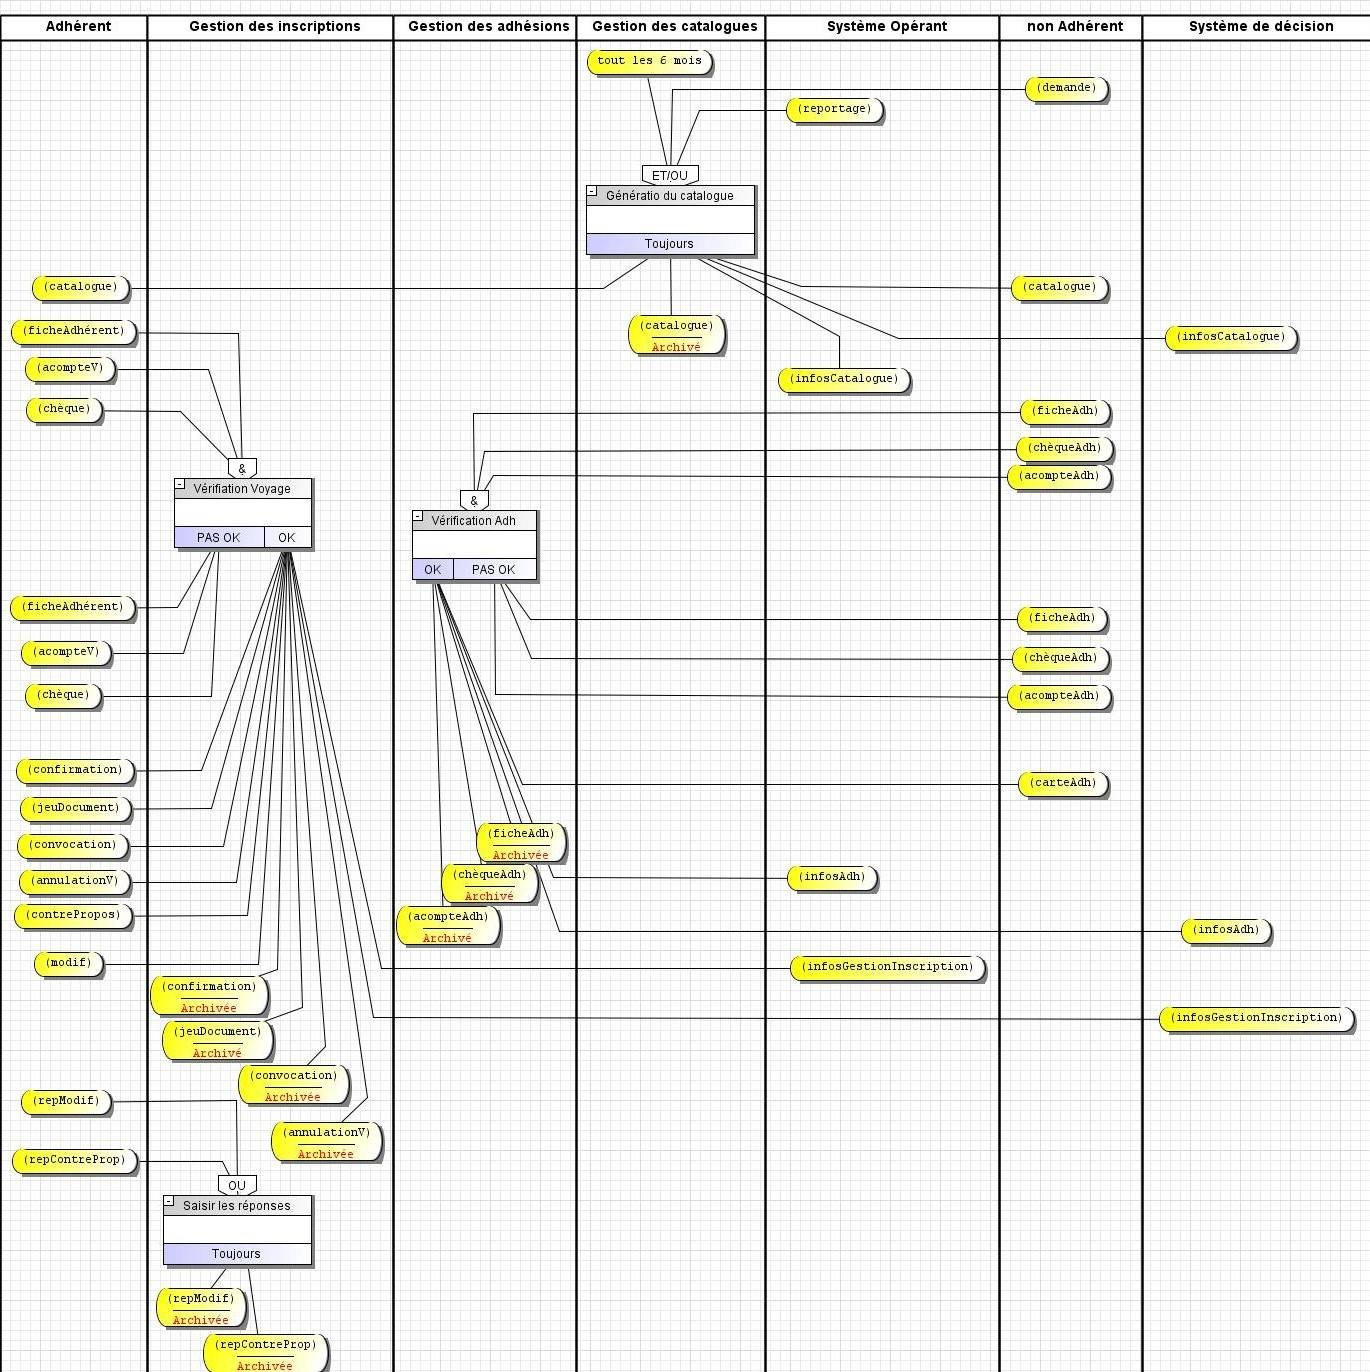 Adhérent
Gestion des inscriptions
Gestion des adhésions
Gestion des catalogues
Système Opérant
non Adhérent
Système de décision
tout les 6 mois
(demande)
(reportage)
ET/OU
Génératio du catalogue
Toujours
(catalogue)
(catalogue)
(catalogue)
Archivé
(ficheAdhérent)
(infosCatalogue)
(acompteV)
(infosCatalogue)
(chèque)
(ficheAdh)
(chèqueAdh)
(acompteAdh)
&
Vérifiation Voyage
PAS OK
OK
&
Vérification Adh
OK
PAS OK
(ficheAdhérent)
(ficheAdh)
(acompteV)
(chèqueAdh)
(chèque)
(acompteAdh)
(confirmation)
(carteAdh)
(jeuDocument)
(ficheAdh)
Archivée
(convocation)
(annulationV)
(chèqueAdh)
Archivé
(infosAdh)
(contrePropos)
(acompteAdh)
Archivé
(infosAdh)
(modif)
(infosGestionInscription)
(confirmation)
Archivée
(infosGestionInscription)
(jeuDocument)
Archivé
(convocation)
Archivée
(repModif)
(annulationV)
Archivée
(repContreProp)
OU
Saisir les réponses
Toujours
(repModif)
Archivée
(repContreProp)
Archivée